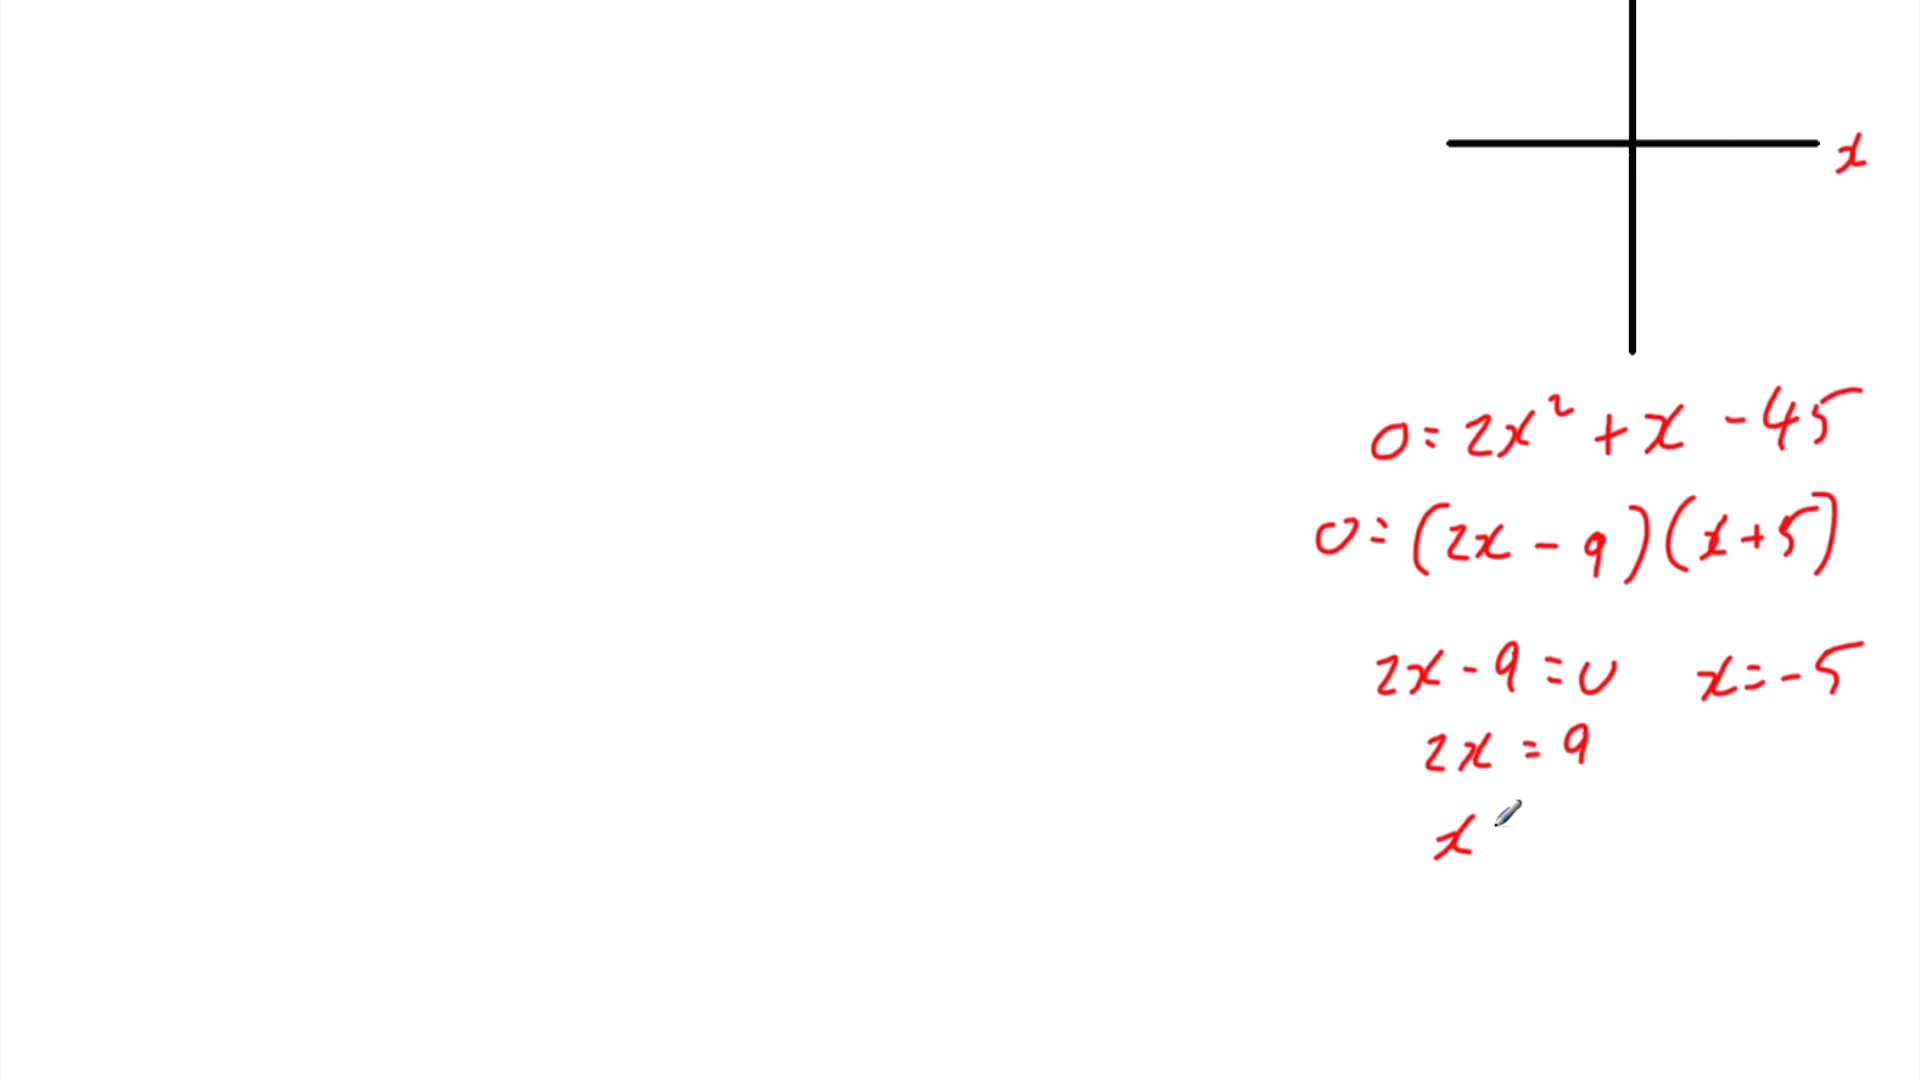 x
0 = 2x² + x - 45
0 = (2x - 9)(x + 5)
2x - 9 = 0 x = -5
2x = 9
x